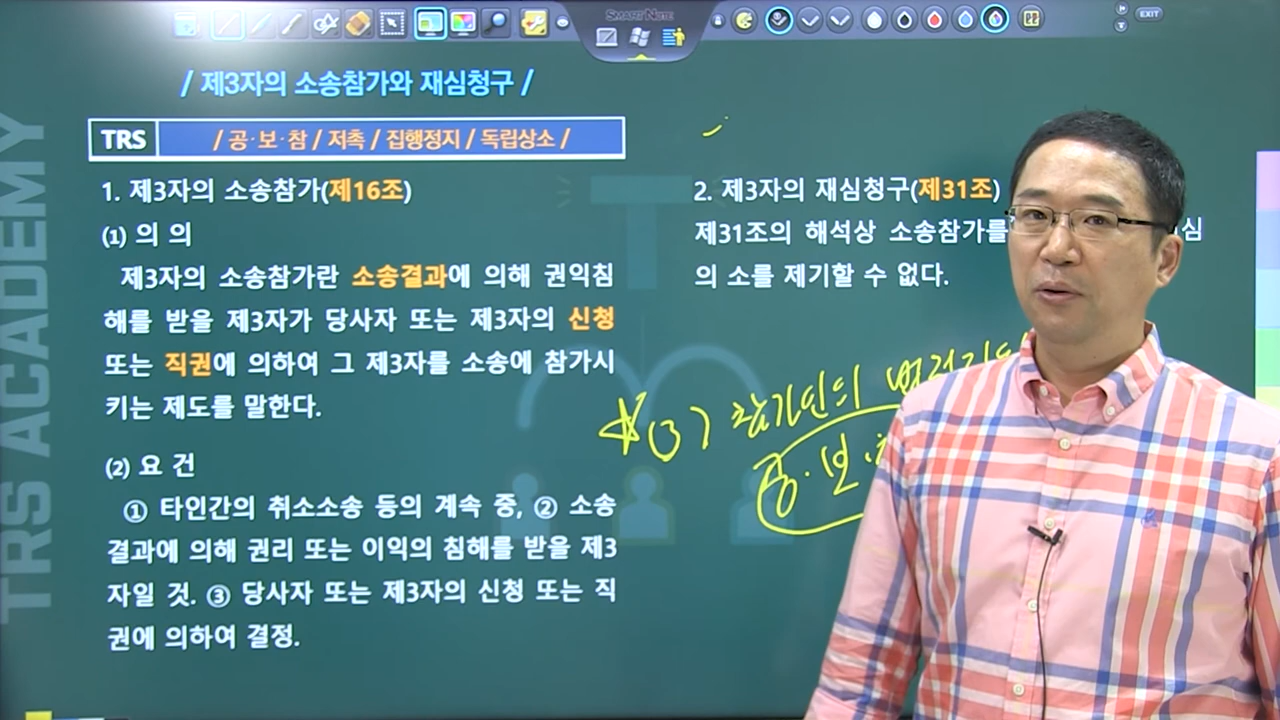 SMART NOTE
EXIT
/ 제3자의 소송참가와 재심청구 /
TRS / 공·보·참 / 저촉 / 집행정지 / 독립상소 /
1. 제3자의 소송참가(제16조)
(1) 의 의
제3자의 소송참가란 소송결과에 의해 권익침
해를 받을 제3자가 당사자 또는 제3자의 신청
또는 직권에 의하여 그 제3자를 소송에 참가시
키는 제도를 말한다.
(2) 요 건
① 타인간의 취소소송 등의 계속 중, ② 소송
결과에 의해 권리 또는 이익의 침해를 받을 제3
자일 것. ③ 당사자 또는 제3자의 신청 또는 직
권에 의하여 결정.
2. 제3자의 재심청구(제31조)
제31조의 해석상 소송참가를 심
의 소를 제기할 수 없다.
(3) 참가인의
공·보·
TRS ACADEMY